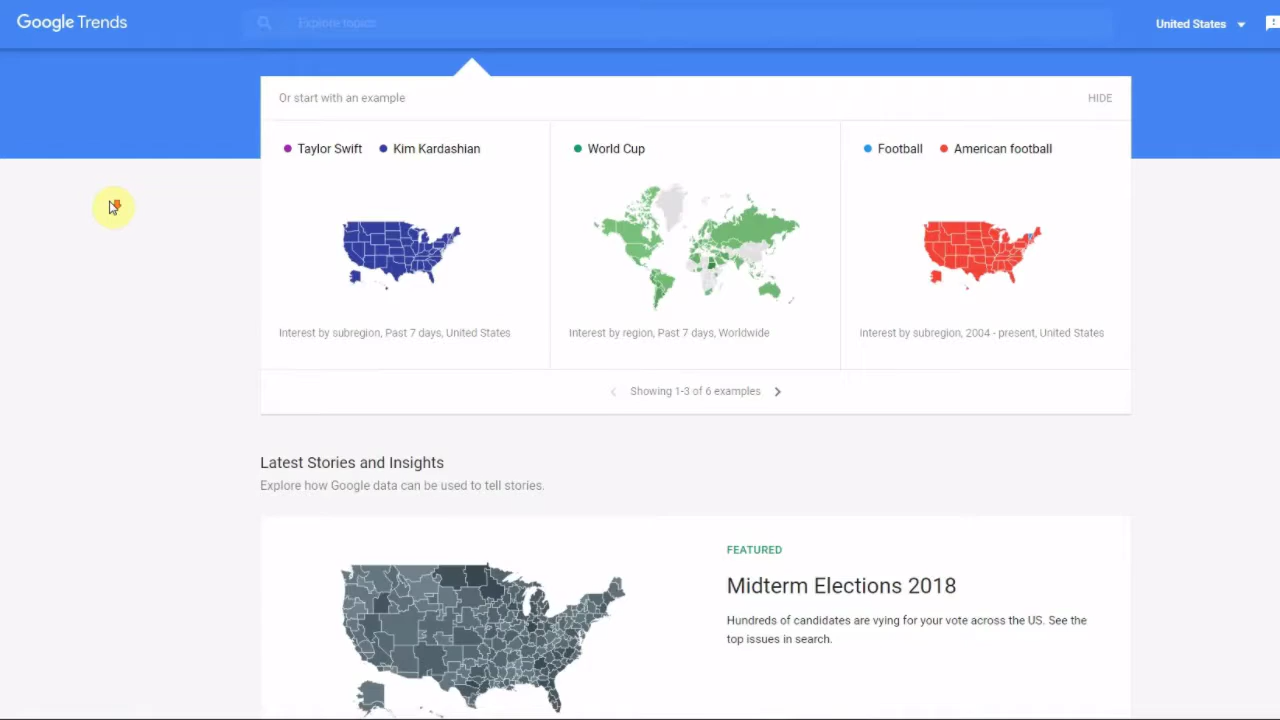 Google Trends
Explore topics
United States
Or start with an example
HIDE
Taylor Swift Kim Kardashian
World Cup
Football American football
Interest by subregion, Past 7 days, United States
Interest by region, Past 7 days, Worldwide
Interest by subregion, 2004 - present, United States
Showing 1-3 of 6 examples
Latest Stories and Insights
Explore how Google data can be used to tell stories.
FEATURED
Midterm Elections 2018
Hundreds of candidates are vying for your vote across the US. See the
top issues in search.